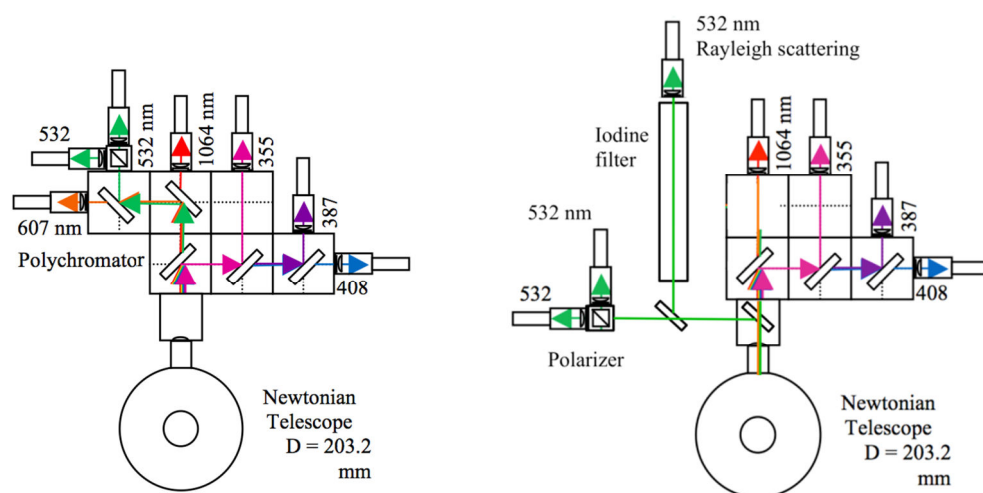 532
532 nm
1064 nm
355
607 nm
387
Polychromator
408
Newtonian
Telescope
D = 203.2
mm
532 nm
Rayleigh scattering
Iodine
filter
1064 nm
355
532 nm
387
532
408
Polarizer
Newtonian
Telescope
D = 203.2
mm